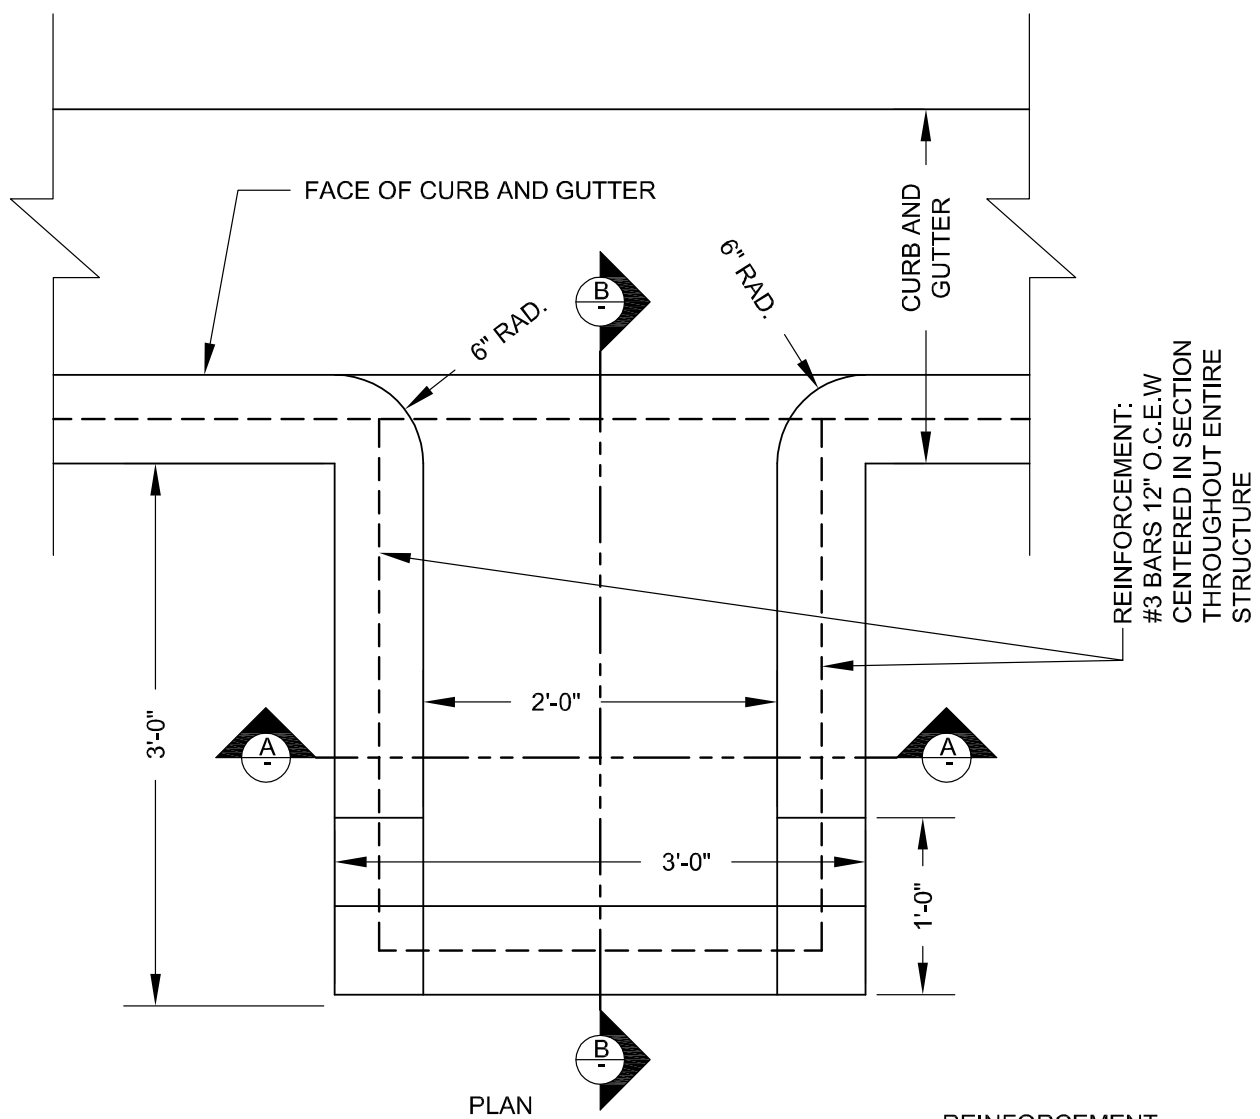 FACE OF CURB AND GUTTER
CURB AND
GUTTER
B
-
6" RAD.
6" RAD.
REINFORCEMENT:
#3 BARS 12" O.C.E.W
CENTERED IN SECTION
THROUGHOUT ENTIRE
STRUCTURE
2'-0"
3'-0"
A
-
A
-
3'-0"
1'-0"
B
-
PLAN
REINFORCEMENT